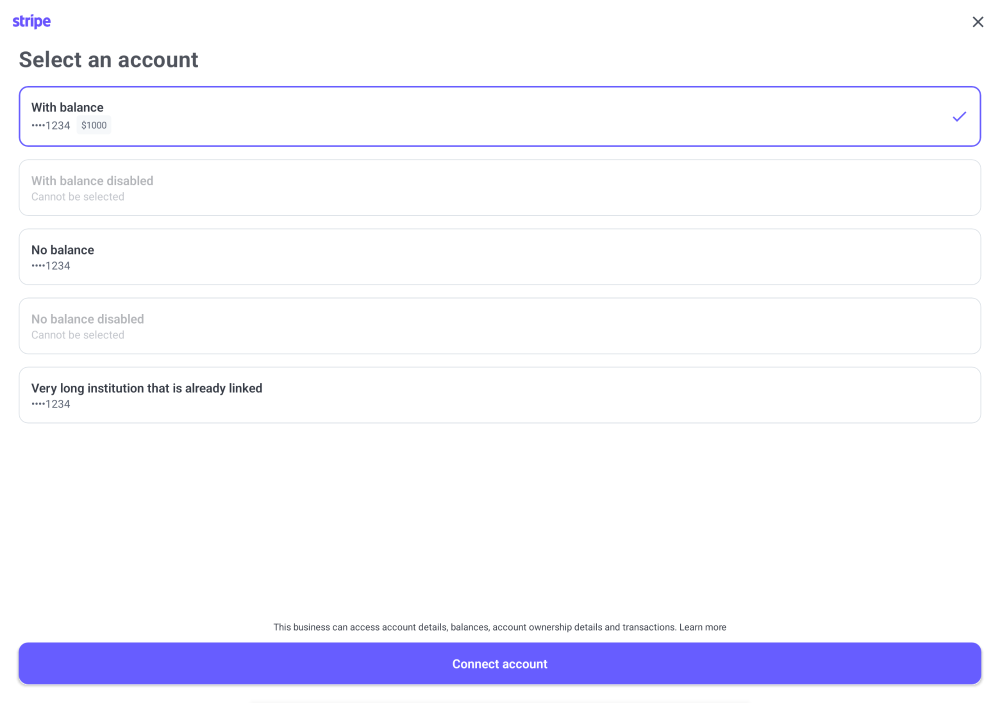 stripe
Select an account
With balance
••••1234 $1000
With balance disabled
Cannot be selected
No balance
••••1234
No balance disabled
Cannot be selected
Very long institution that is already linked
••••1234
This business can access account details, balances, account ownership details and transactions. Learn more
Connect account